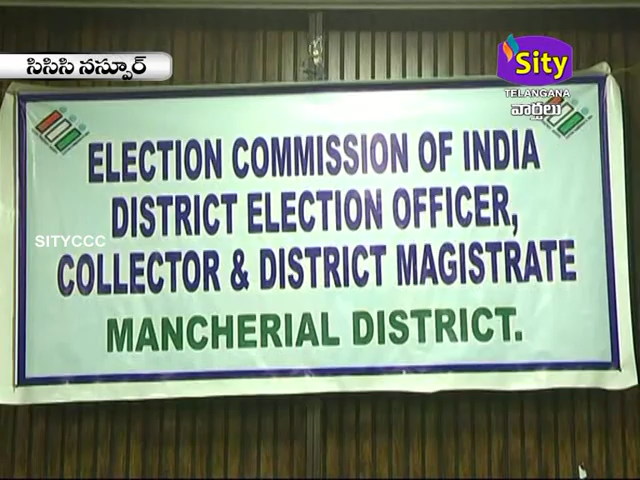 సిసిసి నస్పూర్
Sity
TELANGANA
వార్తలు
ELECTION COMMISSION OF INDIA
DISTRICT ELECTION OFFICER,
SITYCCC
COLLECTOR & DISTRICT MAGISTRATE
MANCHERIAL DISTRICT.